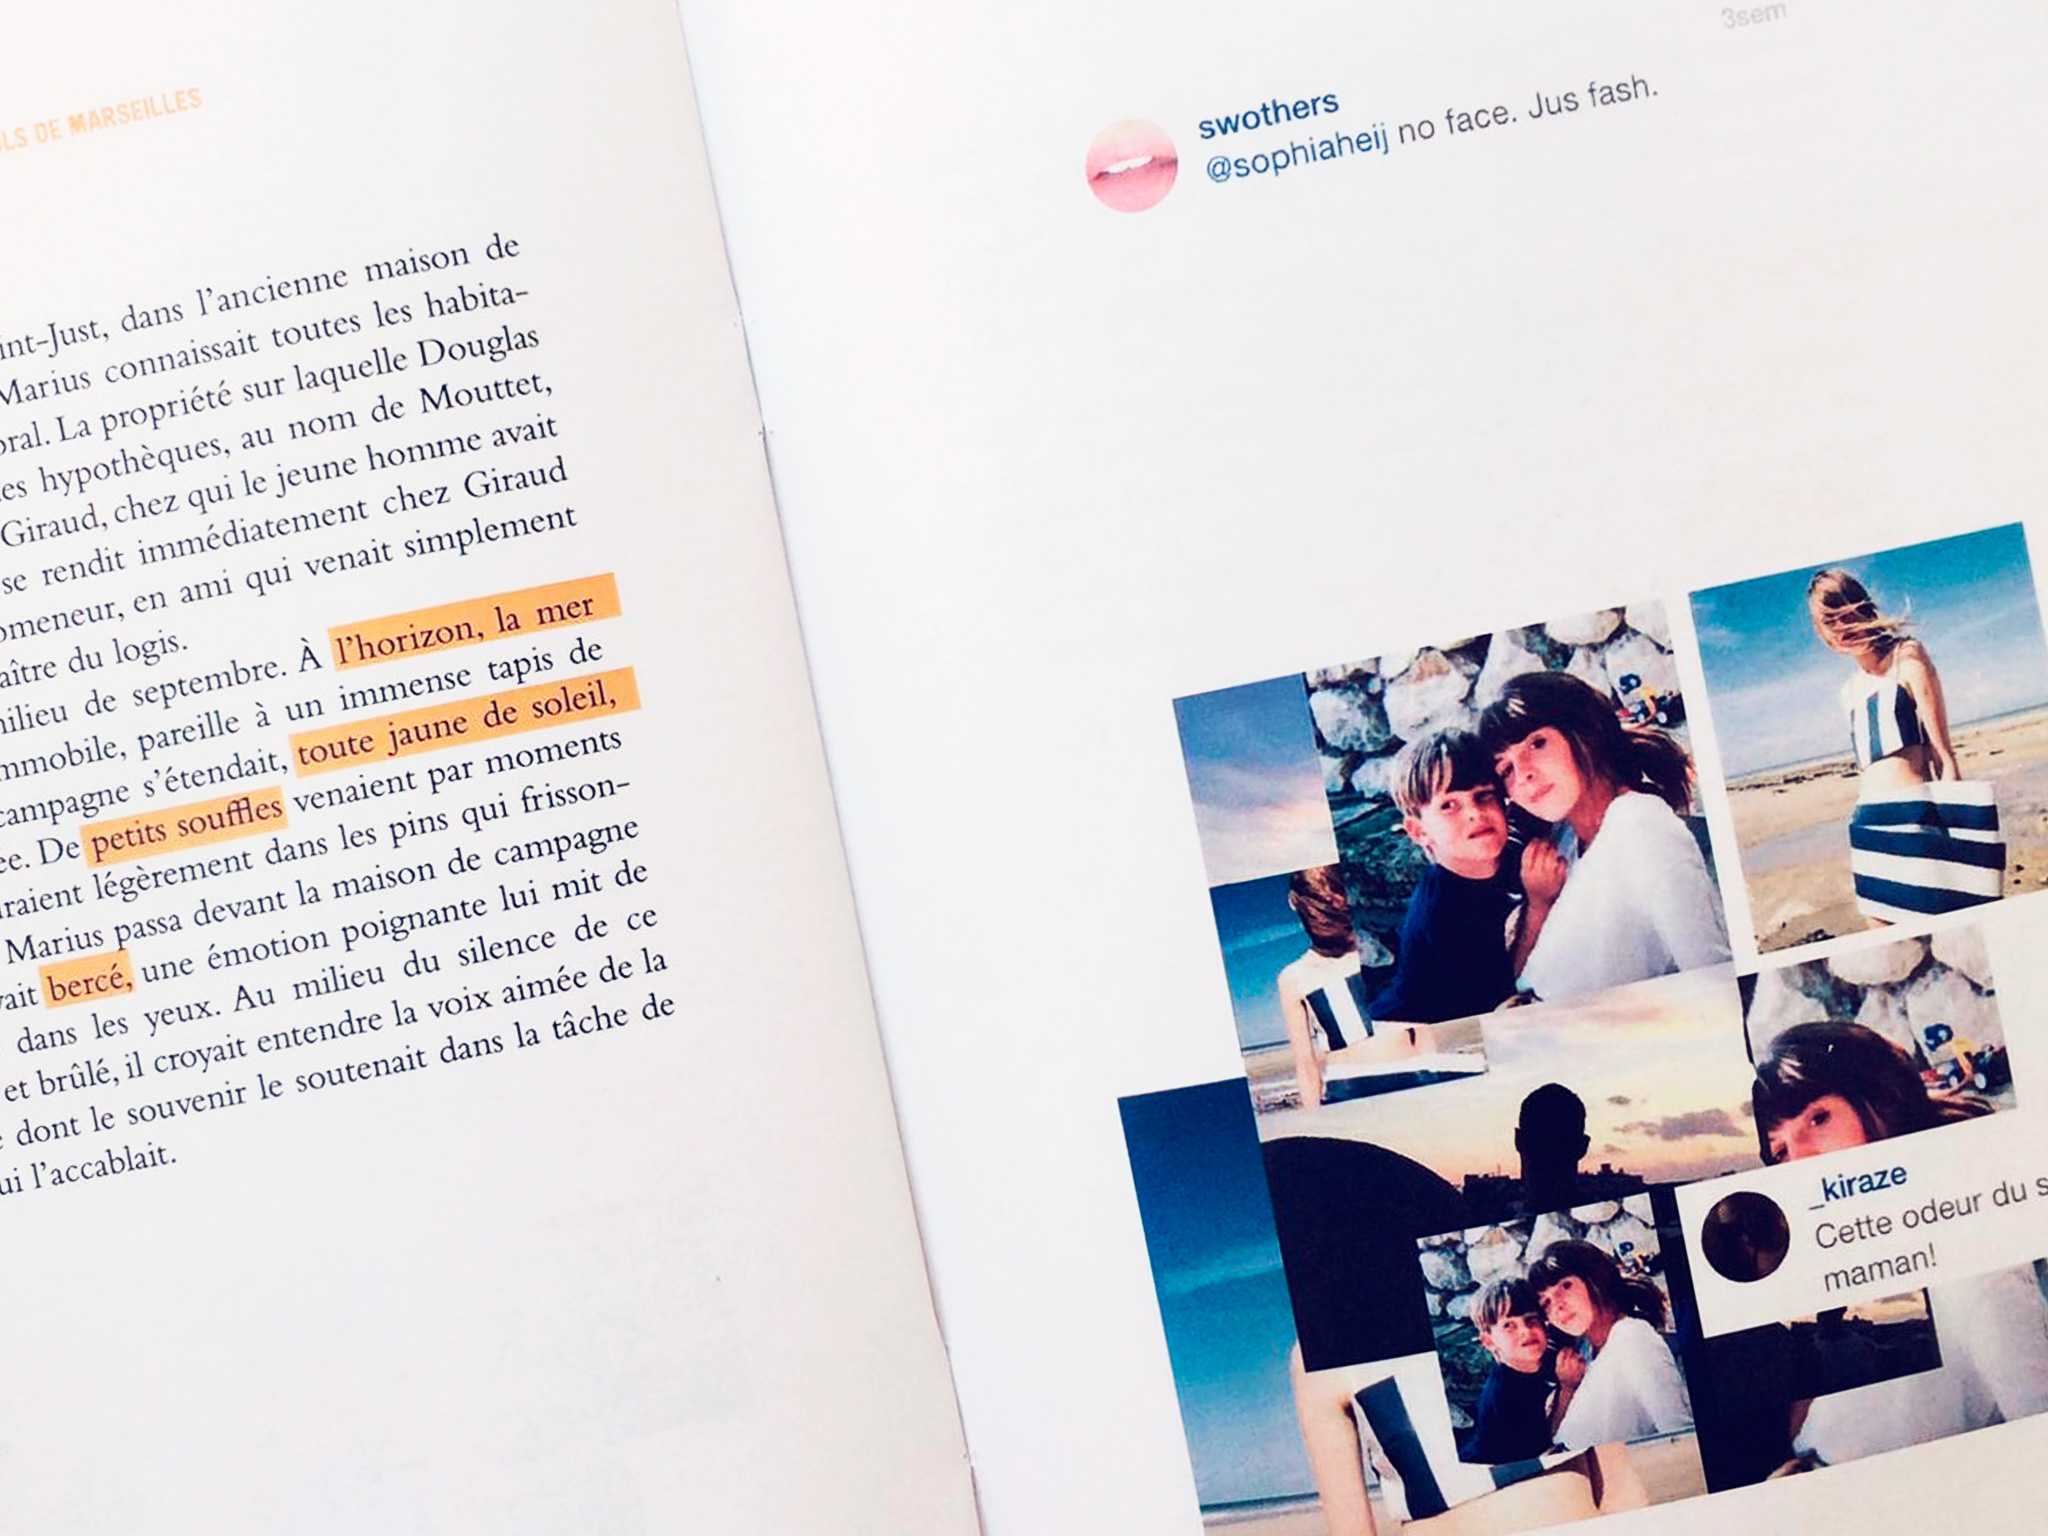 LS DE MARSEILLES
int-Just, dans l'ancienne maison de
Marius connaissait toutes les habita-
oral. La propriété sur laquelle Douglas
es hypothèques, au nom de Mouttet,
Giraud, chez qui le jeune homme avait
se rendit immédiatement chez Giraud
omeneur, en ami qui venait simplement
aître du logis.
nilieu de septembre. À l'horizon, la mer
mmobile, pareille à un immense tapis de
campagne s'étendait, toute jaune de soleil,
ée. De petits souffles venaient par moments
raient légèrement dans les pins qui frisson-
Marius passa devant la maison de campagne
vait bercé, une émotion poignante lui mit de
dans les yeux. Au milieu du silence de ce
et brûlé, il croyait entendre la voix aimée de la
e dont le souvenir le soutenait dans la tâche de
ui l'accablait.
3sem
swothers
@sophiaheij no face. Jus fash.
_kiraze
Cette odeur du s
maman!